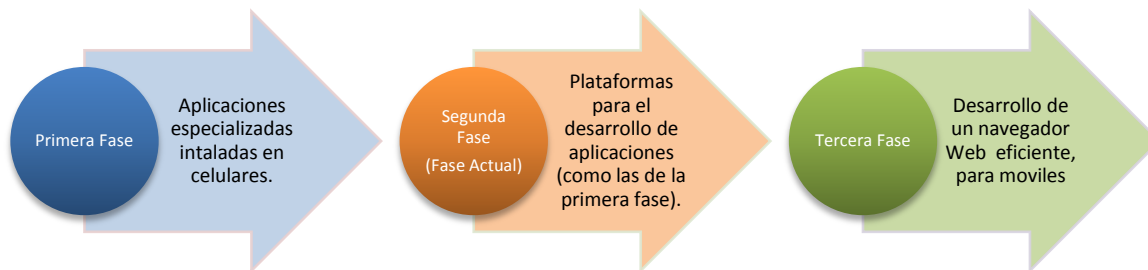 Primera Fase
Aplicaciones
especializadas
intaladas en
celulares.
Segunda
Fase
(Fase Actual)
Plataformas
para el
desarrollo de
aplicaciones
(como las de la
primera fase).
Tercera Fase
Desarrollo de
un navegador
Web eficiente,
para moviles